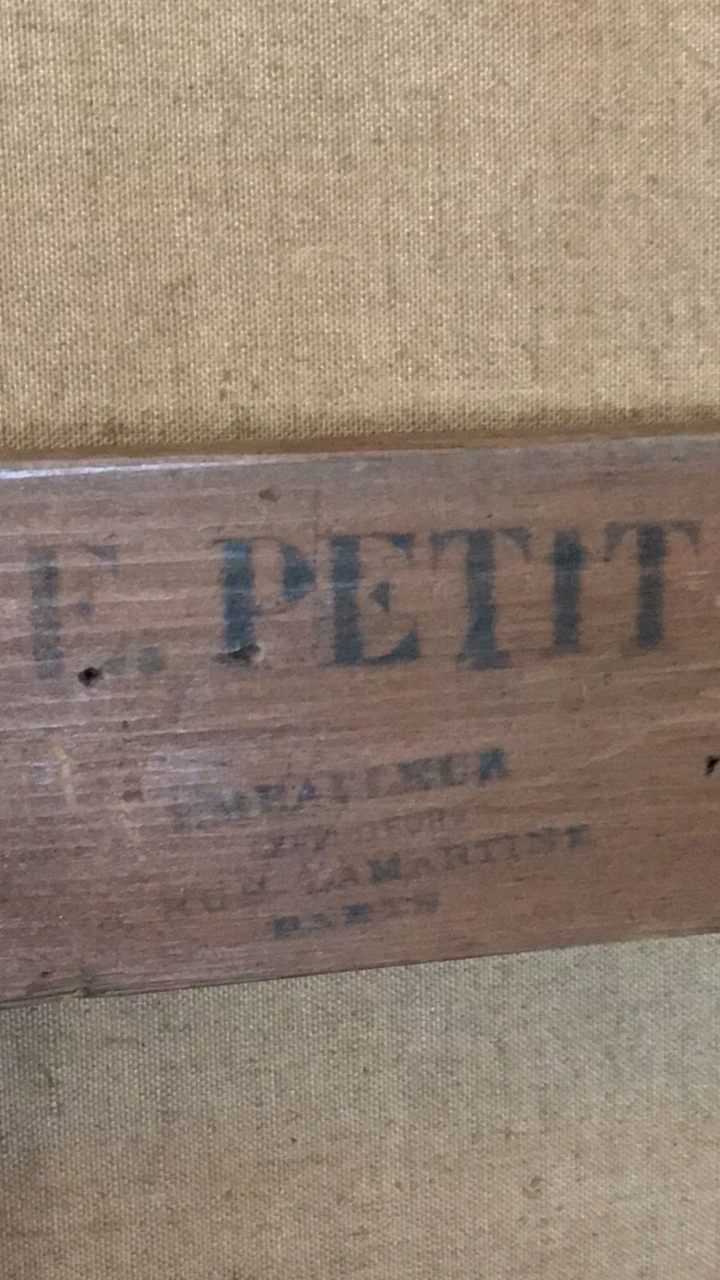 F. PETIT
EMBALLEUR
LAMARTINE
PARIS